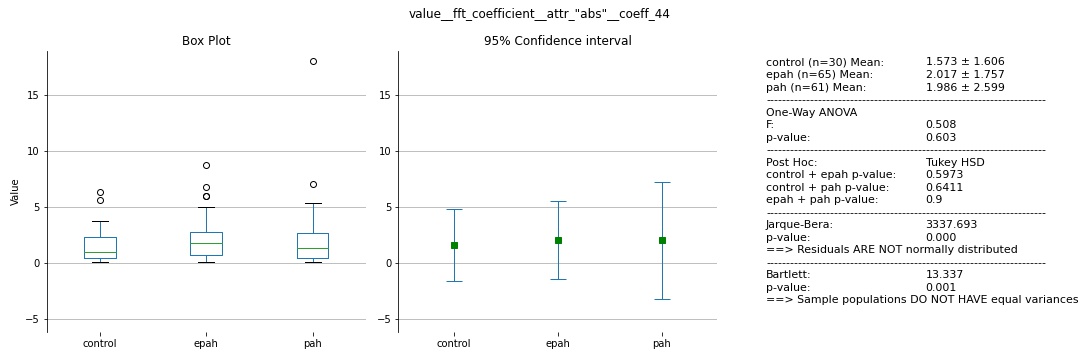 value__fft_coefficient__attr_"abs"__coeff_44
Box Plot
Value
15
10
5
0
−5
control epah pah
95% Confidence interval
15
10
5
0
−5
control epah pah
control (n=30) Mean: 1.573 ± 1.606
epah (n=65) Mean: 2.017 ± 1.757
pah (n=61) Mean: 1.986 ± 2.599
One-Way ANOVA
F: 0.508
p-value: 0.603
Post Hoc: Tukey HSD
control + epah p-value: 0.5973
control + pah p-value: 0.6411
epah + pah p-value: 0.9
Jarque-Bera: 3337.693
p-value: 0.000
==> Residuals ARE NOT normally distributed
Bartlett: 13.337
p-value: 0.001
==> Sample populations DO NOT HAVE equal variances